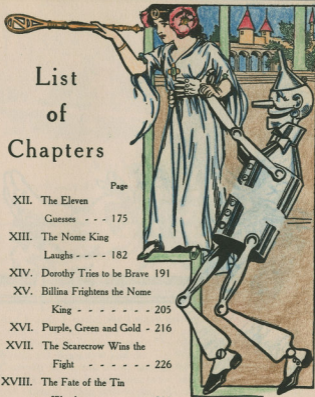 List
of
Chapters
Page
XII. The Eleven
Guesses - - - - 175
XIII. The Nome King
Laughs - - - - 182
XIV. Dorothy Tries to be Brave 191
XV. Billina Frightens the Nome
King - - - - - - - - 205
XVI. Purple, Green and Gold - 216
XVII. The Scarecrow Wins the
Fight - - - - - - - 226
XVIII. The Fate of the Tin